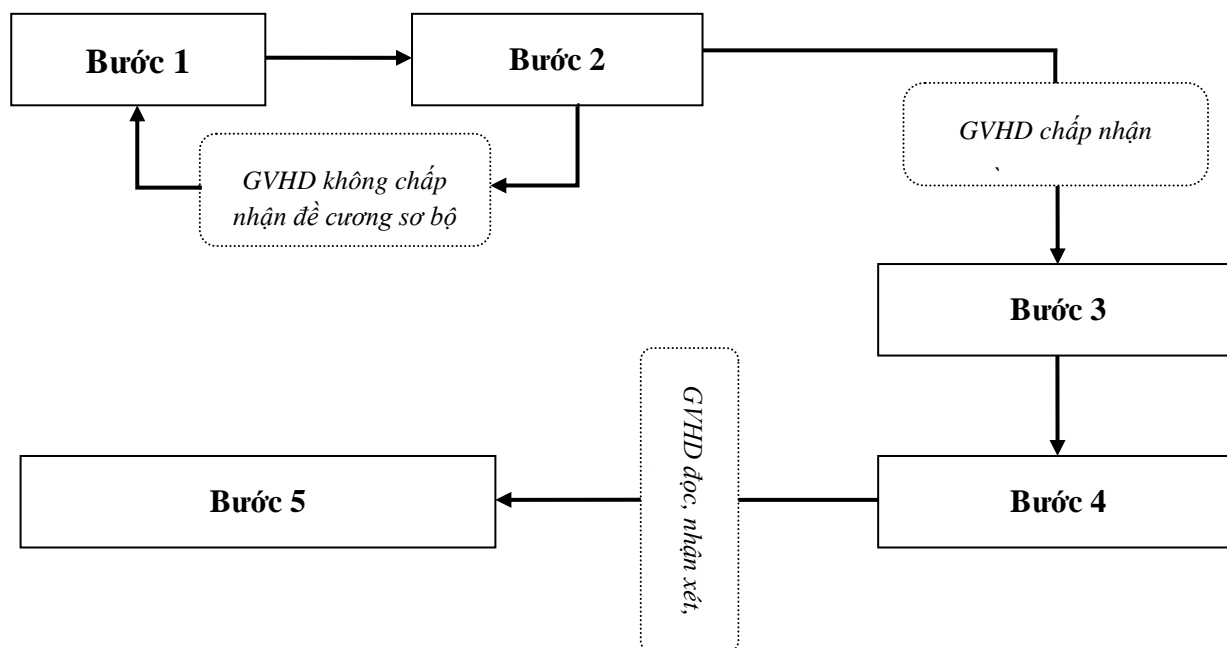 Bước 1
Bước 2
GVHD chấp nhận
GVHD không chấp
nhận đề cương sơ bộ
Bước 3
GVHD đọc, nhận xét,
Bước 5
Bước 4